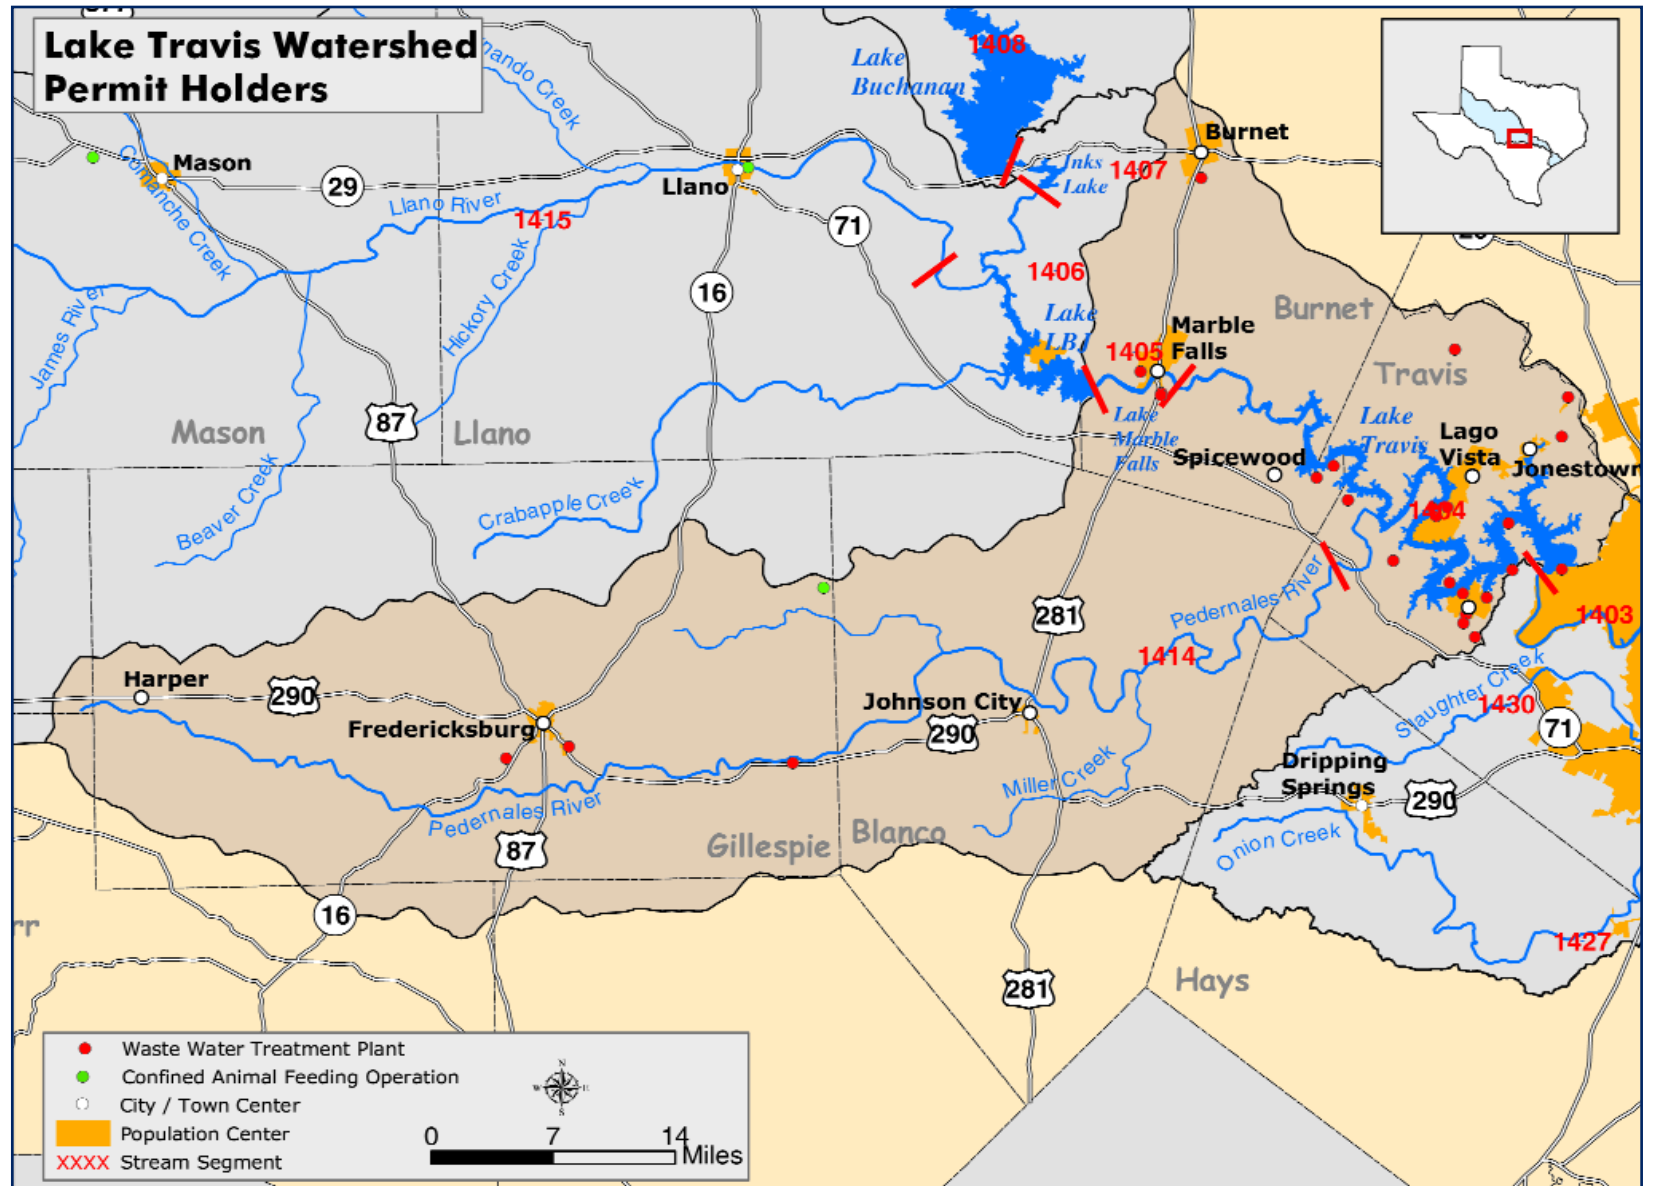 Lake Travis Watershed
Permit Holders
377
nando Creek
Lake
Buchanan
1408
Burnet
Mason
Comanche Creek
29
Llano
Llano River
1415
Inks
Lake
1407
71
16
1406
Hickory Creek
James River
Lake
LBJ
Burnet
Marble
Falls
1405
Travis
87
Mason
Llano
Lake
Marble
Falls
Lake
Travis
Lago
Vista
Spicewood
Jonestown
Beaver Creek
Crabapple Creek
1404
281
Pedernales River
1403
1414
Harper
290
Fredericksburg
Johnson City
290
Slaughter Creek
1430
71
Miller Creek
Dripping
Springs
290
Pedernales River
87
Gillespie
Blanco
Onion Creek
16
rr
1427
281
Hays
Waste Water Treatment Plant
Confined Animal Feeding Operation
City / Town Center
Population Center
XXXX Stream Segment
N
W E
S
0 7 14
Miles